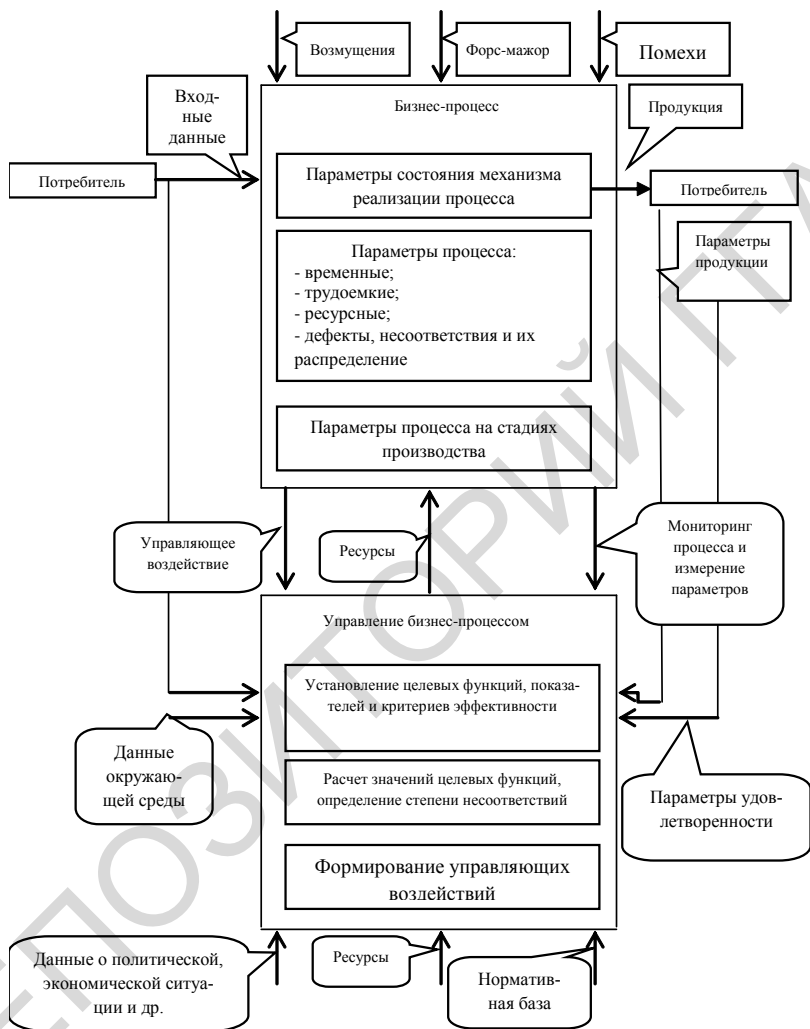 Возмущения
Форс-мажор
Помехи
Вход-
ные
данные
Бизнес-процесс
Продукция
Потребитель
Параметры состояния механизма
реализации процесса
Потребитель
Параметры
продукции
Параметры процесса:
- временные;
- трудоемкие;
- ресурсные;
- дефекты, несоответствия и их
распределение
Параметры процесса на стадиях
производства
Управляющее
воздействие
Ресурсы
Мониторинг
процесса и
измерение
параметров
Управление бизнес-процессом
Установление целевых функций, показа-
телей и критериев эффективности
Данные
окружаю-
щей среды
Расчет значений целевых функций,
определение степени несоответствий
Параметры удов-
летворенности
Формирование управляющих
воздействий
Данные о политической,
экономической ситуа-
ции и др.
Ресурсы
Норматив-
ная база
ЕПОЗИТОРИЙ ГГА